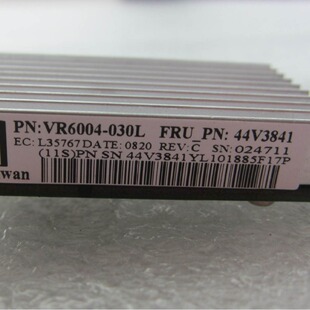 PN:VR6004-030L FRU_PN: 44V3841
EC: L35767 DATE: 0820 REV: C SN: 024711
(11S)PN SN 44V3841YL101885F17P
wan